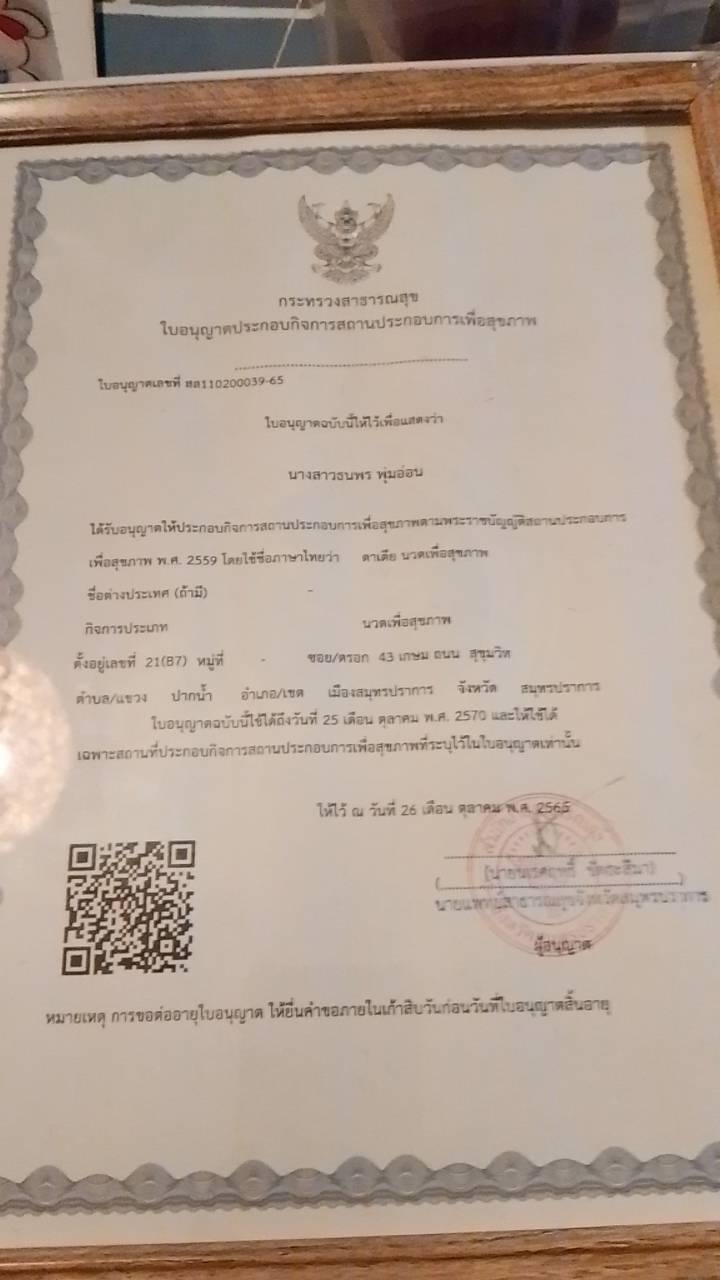 กระทรวงสาธารณสุข
ใบอนุญาตประกอบกิจการสถานประกอบการเพื่อสุขภาพ
ใบอนุญาตเลขที่ สส110200039-65
ใบอนุญาตฉบับนี้ให้ไว้เพื่อแสดงว่า
นางสาวธนพร พุ่มอ่อน
ได้รับอนุญาตให้ประกอบกิจการสถานประกอบการเพื่อสุขภาพตามพระราชบัญญัติสถานประกอบการ
เพื่อสุขภาพ พ.ศ. 2559 โดยใช้ชื่อภาษาไทยว่า นวดเพื่อสุขภาพ
ชื่อต่างประเทศ (ถ้ามี) -
กิจการประเภท นวดเพื่อสุขภาพ
ตั้งอยู่เลขที่ 21(B7) หมู่ที่ - ซอย/ตรอก 43 เกษม ถนน สุขุมวิท
ตำบล/แขวง ปากน้ำ อำเภอ/เขต เมืองสมุทรปราการ จังหวัด สมุทรปราการ
ใบอนุญาตฉบับนี้ใช้ได้ถึงวันที่ 25 เดือน ตุลาคม พ.ศ. 2570 และให้ใช้ได้
เฉพาะสถานที่ประกอบกิจการสถานประกอบการเพื่อสุขภาพที่ระบุไว้ในใบอนุญาตเท่านั้น
ให้ไว้ ณ วันที่ 26 เดือน ตุลาคม พ.ศ. 2565
นายแพทย์สาธารณสุขจังหวัดสมุทรปราการ
ผู้อนุญาต
หมายเหตุ การขอต่ออายุใบอนุญาต ให้ยื่นคำขอภายในเก้าสิบวันก่อนวันที่ใบอนุญาตสิ้นอายุ